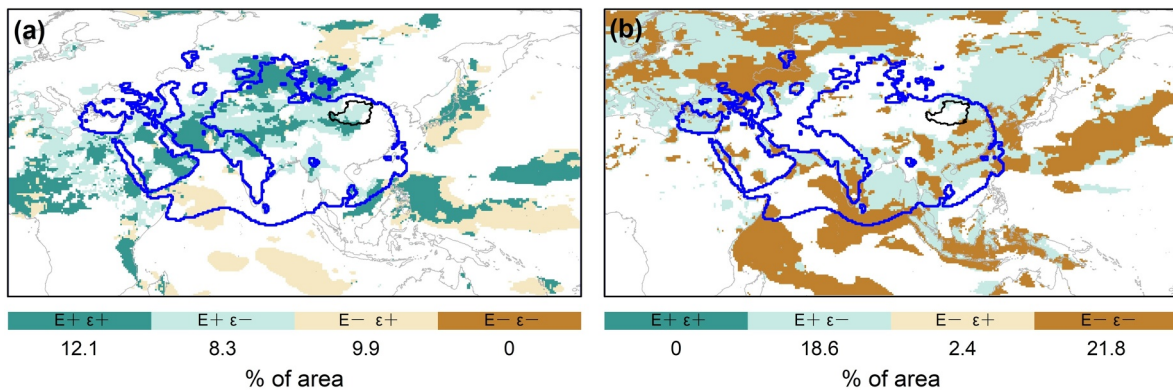 (a)
E+ ε+ E+ ε− E− ε+ E− ε−
12.1 8.3 9.9 0
% of area
(b)
E+ ε+ E+ ε− E− ε+ E− ε−
0 18.6 2.4 21.8
% of area